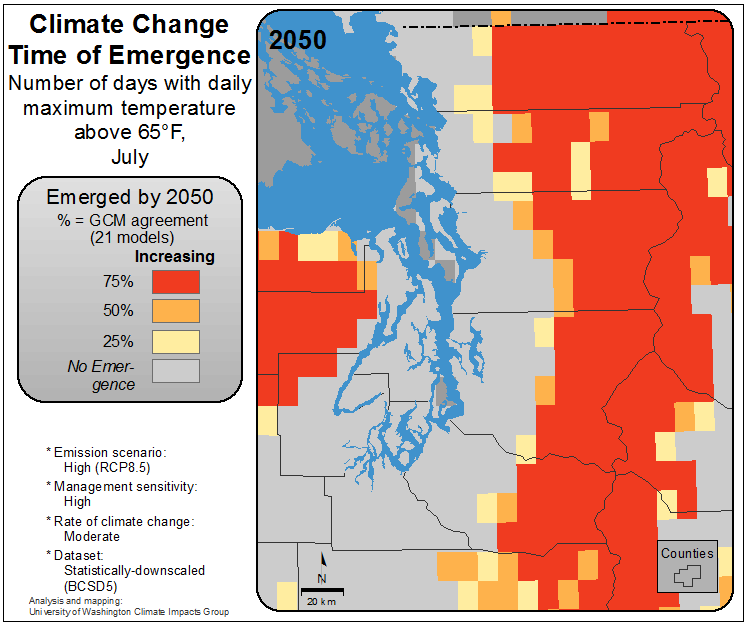 Climate Change
Time of Emergence
Number of days with daily
maximum temperature
above 65°F,
July
Emerged by 2050
% = GCM agreement
(21 models)
Increasing
75%
50%
25%
No Emer-
gence
* Emission scenario:
High (RCP8.5)
* Management sensitivity:
High
* Rate of climate change:
Moderate
* Dataset:
Statistically-downscaled
(BCSD5)
Analysis and mapping:
University of Washington Climate Impacts Group
2050
N
20 km
Counties